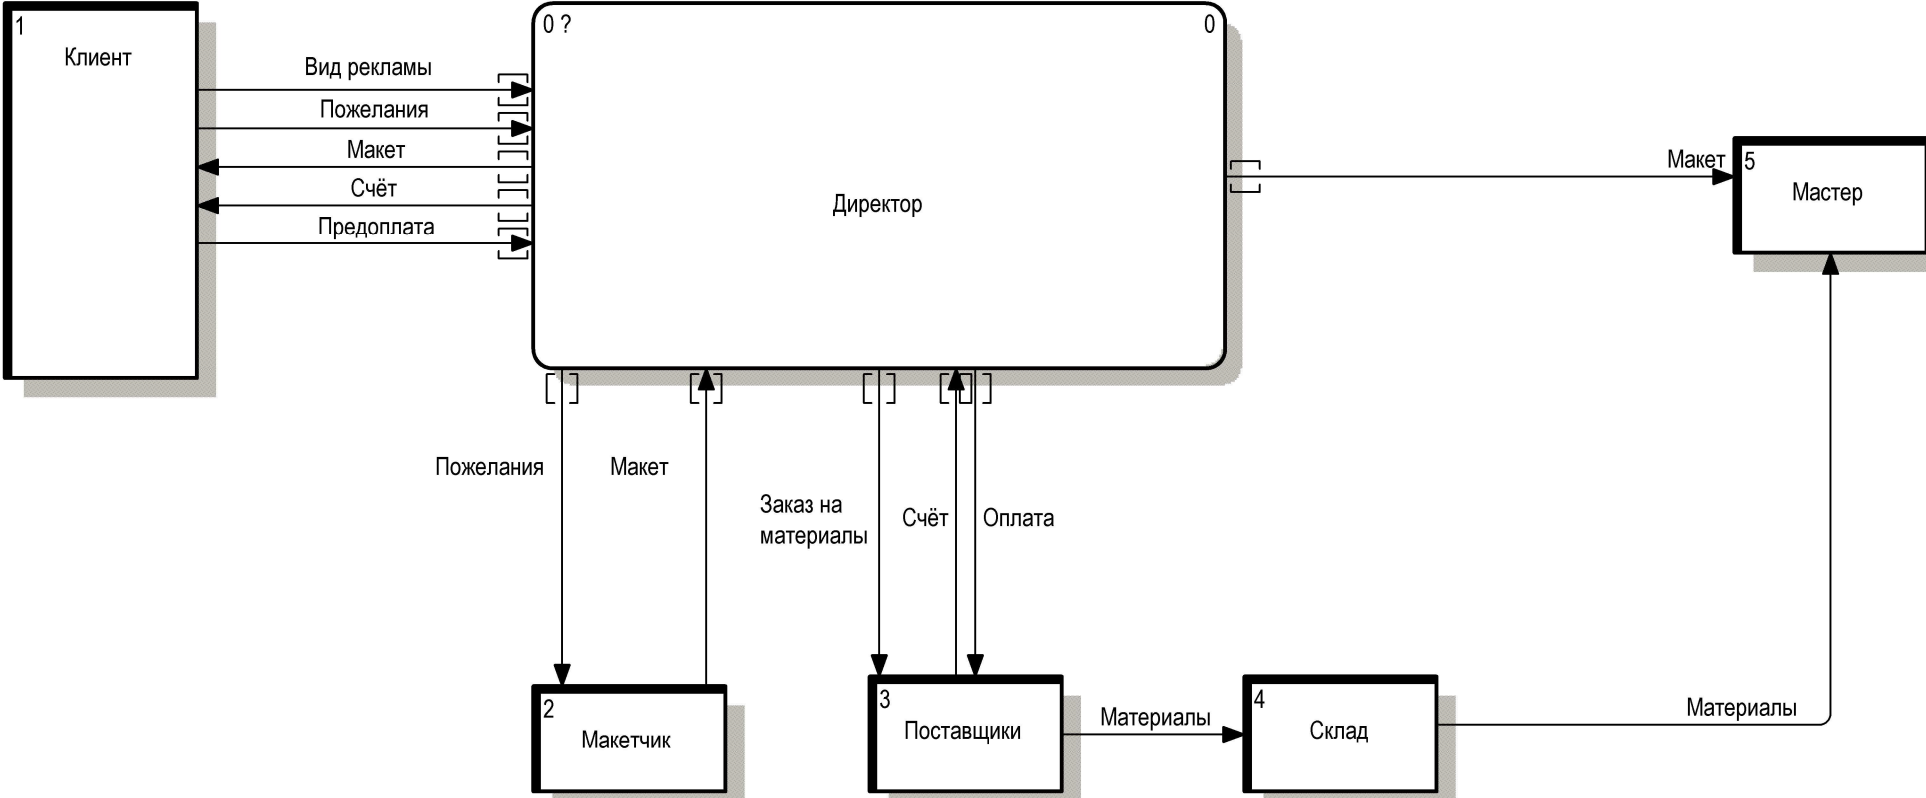 1
Клиент
Вид рекламы
Пожелания
Макет
Счёт
Предоплата
0 ?
0
Директор
Макет
5
Мастер
Пожелания
Макет
Заказ на
материалы
Счёт
Оплата
2
Макетчик
3
Поставщики
Материалы
4
Склад
Материалы